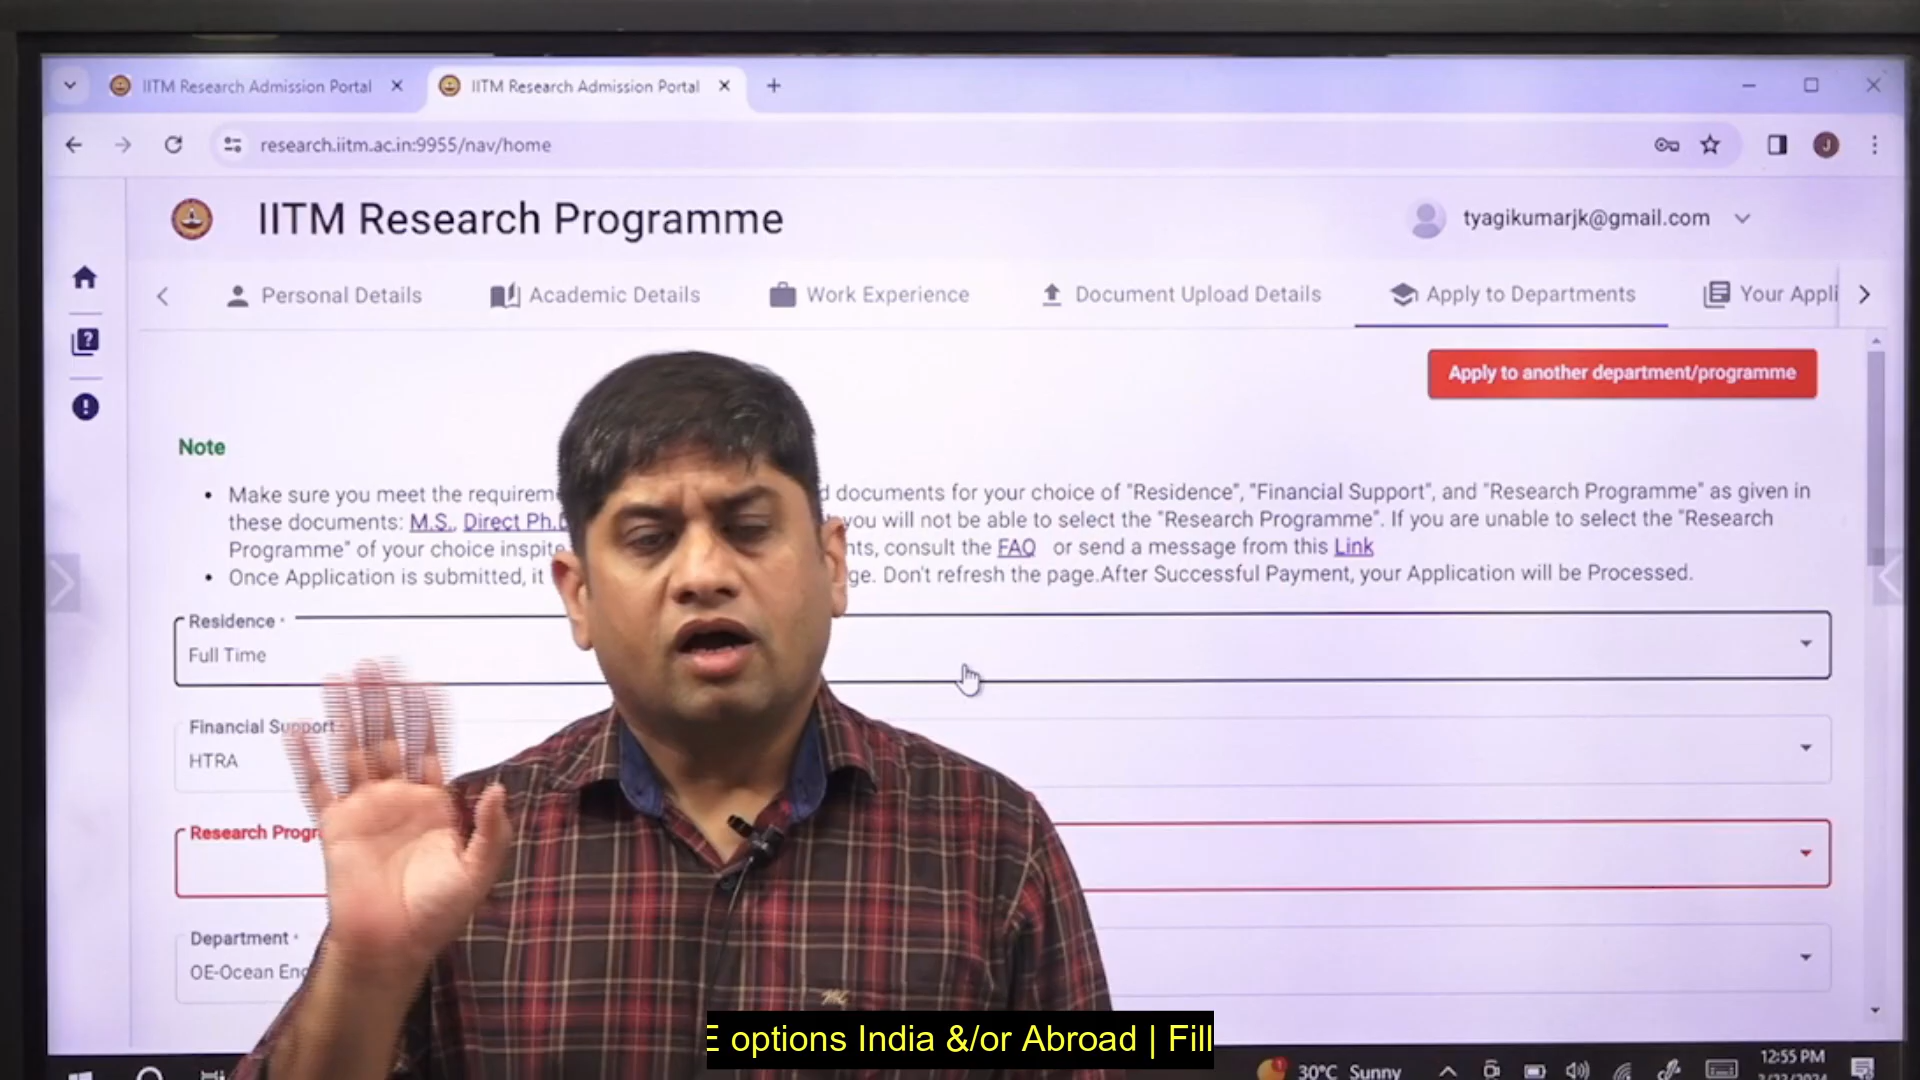 IITM Research Admission Portal
IITM Research Admission Portal
research.iitm.ac.in:9955/nav/home
J
IITM Research Programme
tyagikumarjk@gmail.com
Personal Details
Academic Details
Work Experience
Document Upload Details
Apply to Departments
Your Appli
Apply to another department/programme
Note
Make sure you meet the requirem d documents for your choice of "Residence", "Financial Support", and "Research Programme" as given in
these documents: M.S., Direct Ph.D you will not be able to select the "Research Programme". If you are unable to select the "Research
Programme" of your choice inspite nts, consult the FAQ or send a message from this Link
Once Application is submitted, it ge. Don't refresh the page.After Successful Payment, your Application will be Processed.
Residence *
Full Time
Financial Support *
HTRA
Research Progr
Department *
OE-Ocean Eng
E options India &/or Abroad | Fill
30°C Sunny
12:55 PM